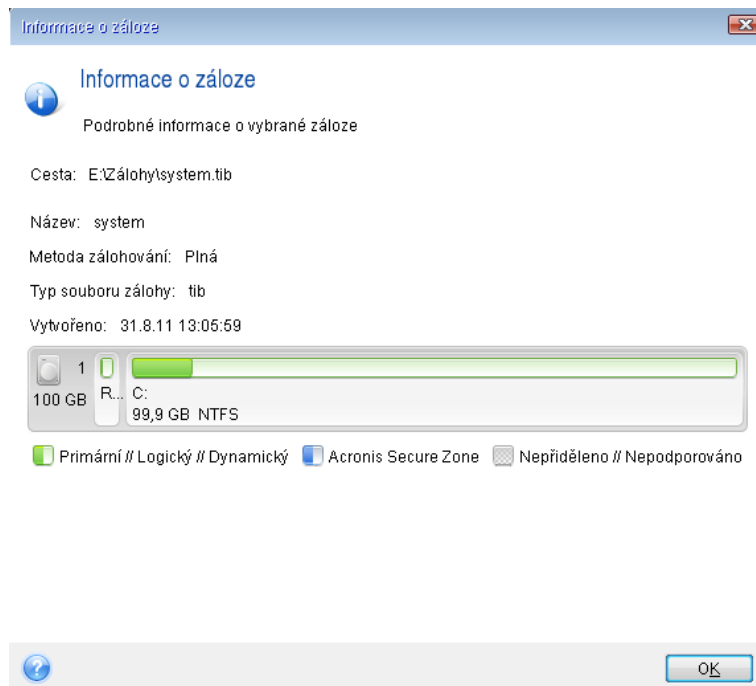 Informace o záloze
Informace o záloze
Podrobné informace o vybrané záloze
Cesta: E:\Zálohy\system.tib
Název: system
Metoda zálohování: Plná
Typ souboru zálohy: tib
Vytvořeno: 31.8.11 13:05:59
1
100 GB
R...
C:
99,9 GB NTFS
Primární // Logický // Dynamický Acronis Secure Zone Nepřiděleno // Nepodporováno
OK